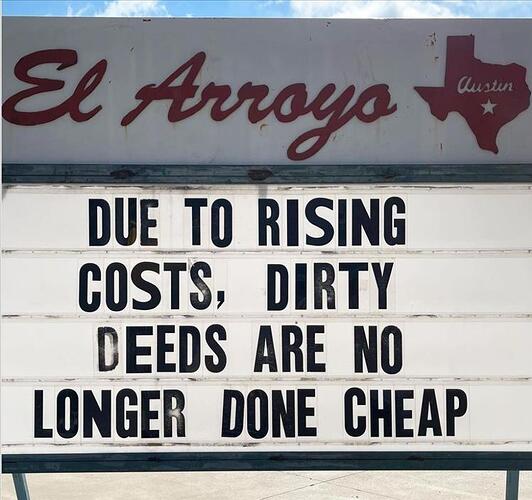 El Arroyo
Austin
DUE TO RISING
COSTS, DIRTY
DEEDS ARE NO
LONGER DONE CHEAP